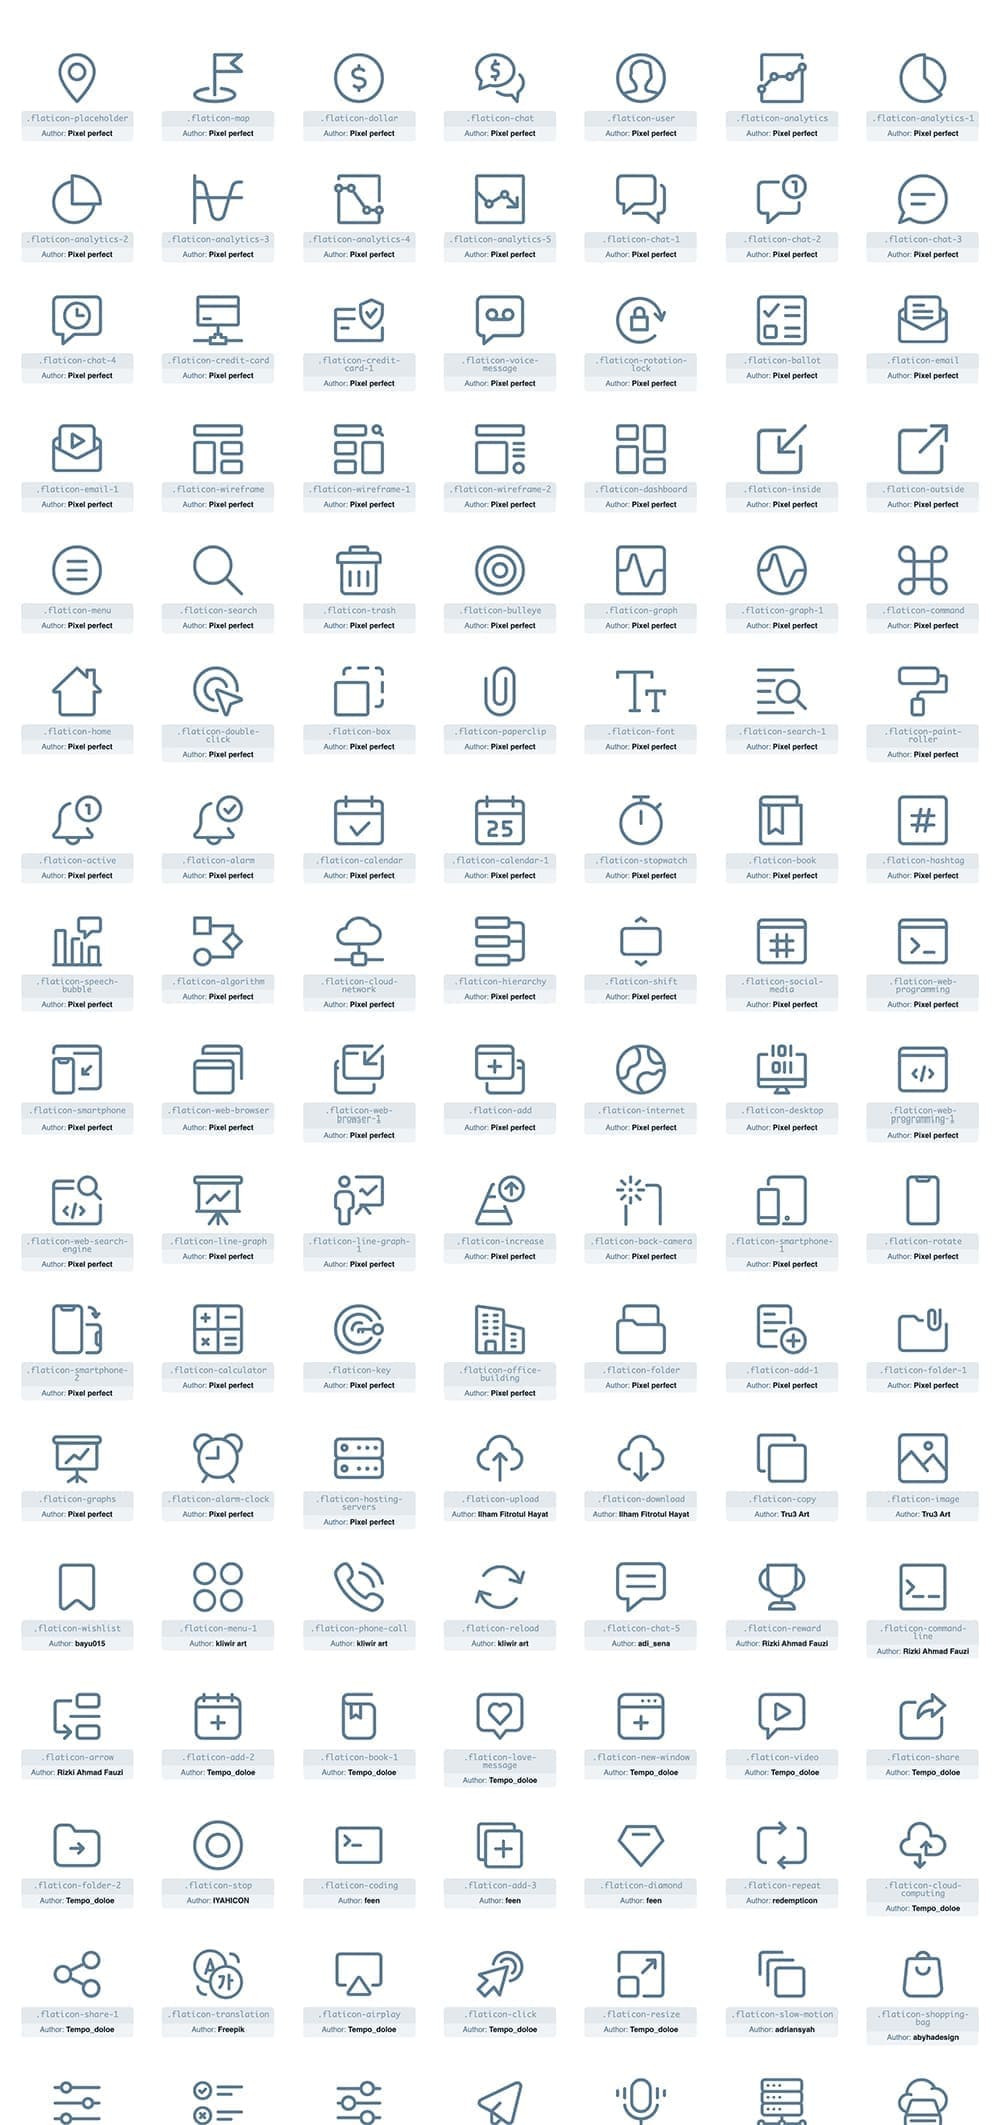 $
$
.flaticon-placeholder
.flaticon-map
.flaticon-dollar
.flaticon-chat
.flaticon-user
.flaticon-analytics
.flaticon-analytics-1
Author: Pixel perfect
Author: Pixel perfect
Author: Pixel perfect
Author: Pixel perfect
Author: Pixel perfect
Author: Pixel perfect
Author: Pixel perfect
1
.flaticon-analytics-2
.flaticon-analytics-3
.flaticon-analytics-4
.flaticon-analytics-5
.flaticon-chat-1
.flaticon-chat-2
.flaticon-chat-3
Author: Pixel perfect
Author: Pixel perfect
Author: Pixel perfect
Author: Pixel perfect
Author: Pixel perfect
Author: Pixel perfect
Author: Pixel perfect
.flaticon-chat-4
Author: Pixel perfect
.flaticon-credit-card
Author: Pixel perfect
.flaticon-credit-
card-1
Author: Pixel perfect
.flaticon-voice-
message
Author: Pixel perfect
.flaticon-rotation-
lock
Author: Pixel perfect
.flaticon-ballot
Author: Pixel perfect
.flaticon-email
Author: Pixel perfect
.flaticon-email-1
Author: Pixel perfect
.flaticon-wireframe
Author: Pixel perfect
.flaticon-wireframe-1
Author: Pixel perfect
.flaticon-wireframe-2
Author: Pixel perfect
.flaticon-dashboard
Author: Pixel perfect
.flaticon-inside
Author: Pixel perfect
.flaticon-outside
Author: Pixel perfect
.flaticon-menu
Author: Pixel perfect
.flaticon-search
Author: Pixel perfect
.flaticon-trash
Author: Pixel perfect
.flaticon-bulleye
Author: Pixel perfect
.flaticon-graph
Author: Pixel perfect
.flaticon-graph-1
Author: Pixel perfect
.flaticon-command
Author: Pixel perfect
.flaticon-home
Author: Pixel perfect
.flaticon-double-
click
Author: Pixel perfect
.flaticon-box
Author: Pixel perfect
.flaticon-paperclip
Author: Pixel perfect
TT
.flaticon-font
Author: Pixel perfect
.flaticon-search-1
Author: Pixel perfect
.flaticon-paint-
roller
Author: Pixel perfect
1
.flaticon-active
Author: Pixel perfect
.flaticon-alarm
Author: Pixel perfect
.flaticon-calendar
Author: Pixel perfect
25
.flaticon-calendar-1
Author: Pixel perfect
.flaticon-stopwatch
Author: Pixel perfect
.flaticon-book
Author: Pixel perfect
#
.flaticon-hashtag
Author: Pixel perfect
.flaticon-speech-
bubble
Author: Pixel perfect
.flaticon-algorithm
Author: Pixel perfect
.flaticon-cloud-
network
Author: Pixel perfect
.flaticon-hierarchy
Author: Pixel perfect
.flaticon-shift
Author: Pixel perfect
#
.flaticon-social-
media
Author: Pixel perfect
>_
.flaticon-web-
programming
Author: Pixel perfect
.flaticon-smartphone
Author: Pixel perfect
.flaticon-web-browser
Author: Pixel perfect
.flaticon-web-
browser-1
Author: Pixel perfect
.flaticon-add
Author: Pixel perfect
.flaticon-internet
Author: Pixel perfect
101
011
.flaticon-desktop
Author: Pixel perfect
</>
.flaticon-web-
programming-1
Author: Pixel perfect
</>
.flaticon-web-search-
engine
Author: Pixel perfect
.flaticon-line-graph
Author: Pixel perfect
.flaticon-line-graph-
1
Author: Pixel perfect
.flaticon-increase
Author: Pixel perfect
.flaticon-back-camera
Author: Pixel perfect
.flaticon-smartphone-
1
Author: Pixel perfect
.flaticon-rotate
Author: Pixel perfect
.flaticon-smartphone-
2
Author: Pixel perfect
.flaticon-calculator
Author: Pixel perfect
.flaticon-key
Author: Pixel perfect
.flaticon-office-
building
Author: Pixel perfect
.flaticon-folder
Author: Pixel perfect
.flaticon-add-1
Author: Pixel perfect
.flaticon-folder-1
Author: Pixel perfect
.flaticon-graphs
Author: Pixel perfect
.flaticon-alarm-clock
Author: Pixel perfect
.flaticon-hosting-
servers
Author: Pixel perfect
.flaticon-upload
Author: Ilham Fitrotul Hayat
.flaticon-download
Author: Ilham Fitrotul Hayat
.flaticon-copy
Author: Tru3 Art
.flaticon-image
Author: Tru3 Art
.flaticon-wishlist
Author: bayu015
.flaticon-menu-1
Author: kliwir art
.flaticon-phone-call
Author: kliwir art
.flaticon-reload
Author: kliwir art
.flaticon-chat-5
Author: adi_sena
.flaticon-reward
Author: Rizki Ahmad Fauzi
>_ _
.flaticon-command-
line
Author: Rizki Ahmad Fauzi
.flaticon-arrow
Author: Rizki Ahmad Fauzi
.flaticon-add-2
Author: Tempo_doloe
.flaticon-book-1
Author: Tempo_doloe
.flaticon-love-
message
Author: Tempo_doloe
.flaticon-new-window
Author: Tempo_doloe
.flaticon-video
Author: Tempo_doloe
.flaticon-share
Author: Tempo_doloe
.flaticon-folder-2
Author: Tempo_doloe
.flaticon-stop
Author: IYAHICON
>-
.flaticon-coding
Author: feen
.flaticon-add-3
Author: feen
.flaticon-diamond
Author: feen
.flaticon-repeat
Author: redempticon
.flaticon-cloud-
computing
Author: Tempo_doloe
.flaticon-share-1
Author: Tempo_doloe
A
가
.flaticon-translation
Author: Freepik
.flaticon-airplay
Author: Tempo_doloe
.flaticon-click
Author: Tempo_doloe
.flaticon-resize
Author: Tempo_doloe
.flaticon-slow-motion
Author: adriansyah
.flaticon-shopping-
bag
Author: abyhadesign